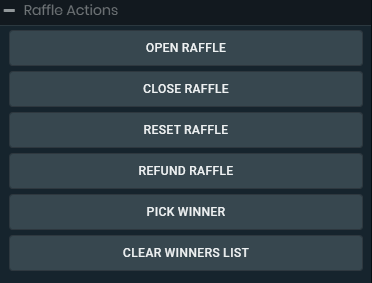 Raffle Actions
OPEN RAFFLE
CLOSE RAFFLE
RESET RAFFLE
REFUND RAFFLE
PICK WINNER
CLEAR WINNERS LIST